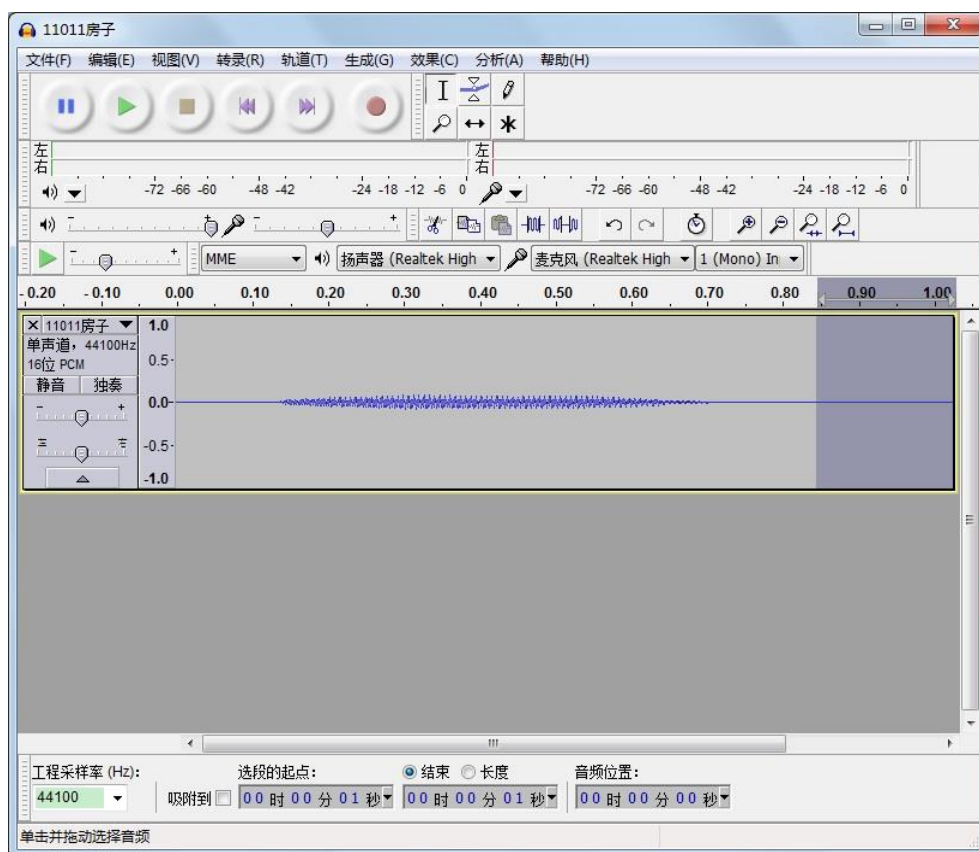 11011房子
文件(F) 编辑(E) 视图(V) 转录(R) 轨道(T) 生成(G) 效果(C) 分析(A) 帮助(H)
左 左
右 右
-72 -66 -60 -48 -42 -24 -18 -12 -6 0 -72 -66 -60 -48 -42 -24 -18 -12 -6 0
MME 扬声器 (Realtek High 麦克风 (Realtek High 1 (Mono) In
- 0.20 - 0.10 0.00 0.10 0.20 0.30 0.40 0.50 0.60 0.70 0.80 0.90 1.00
11011房子 1.0
单声道，44100Hz
16位 PCM 0.5
静音 独奏
0.0
左 右 -0.5
-1.0
工程采样率 (Hz): 选段的起点: 结束 长度 音频位置:
44100 吸附到 00 时 00 分 01 秒 00 时 00 分 01 秒 00 时 00 分 00 秒
单击并拖动选择音频